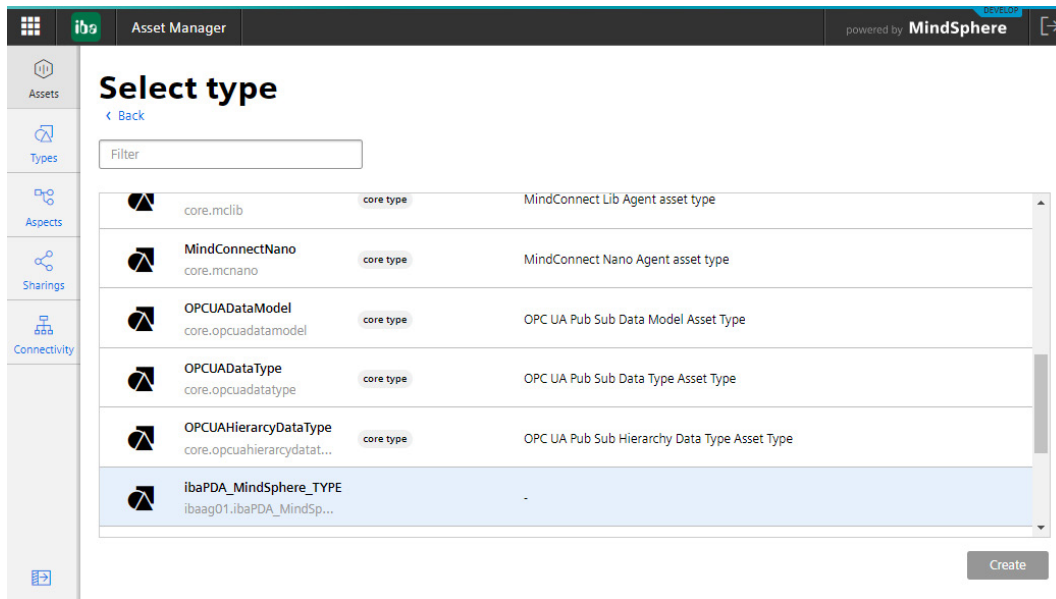 DEVELOP
iba Asset Manager powered by MindSphere
Assets
Types
Aspects
Sharings
Connectivity
Select type
Back
Filter
core.mclib core type MindConnect Lib Agent asset type
MindConnectNano
core.mcnano core type MindConnect Nano Agent asset type
OPCUADataModel
core.opcuadatamodel core type OPC UA Pub Sub Data Model Asset Type
OPCUADataType
core.opcuadatatype core type OPC UA Pub Sub Data Type Asset Type
OPCUAHierarcyDataType
core.opcuahierarcydatat... core type OPC UA Pub Sub Hierarchy Data Type Asset Type
ibaPDA_MindSphere_TYPE
ibaag01.ibaPDA_MindSp... -
Create